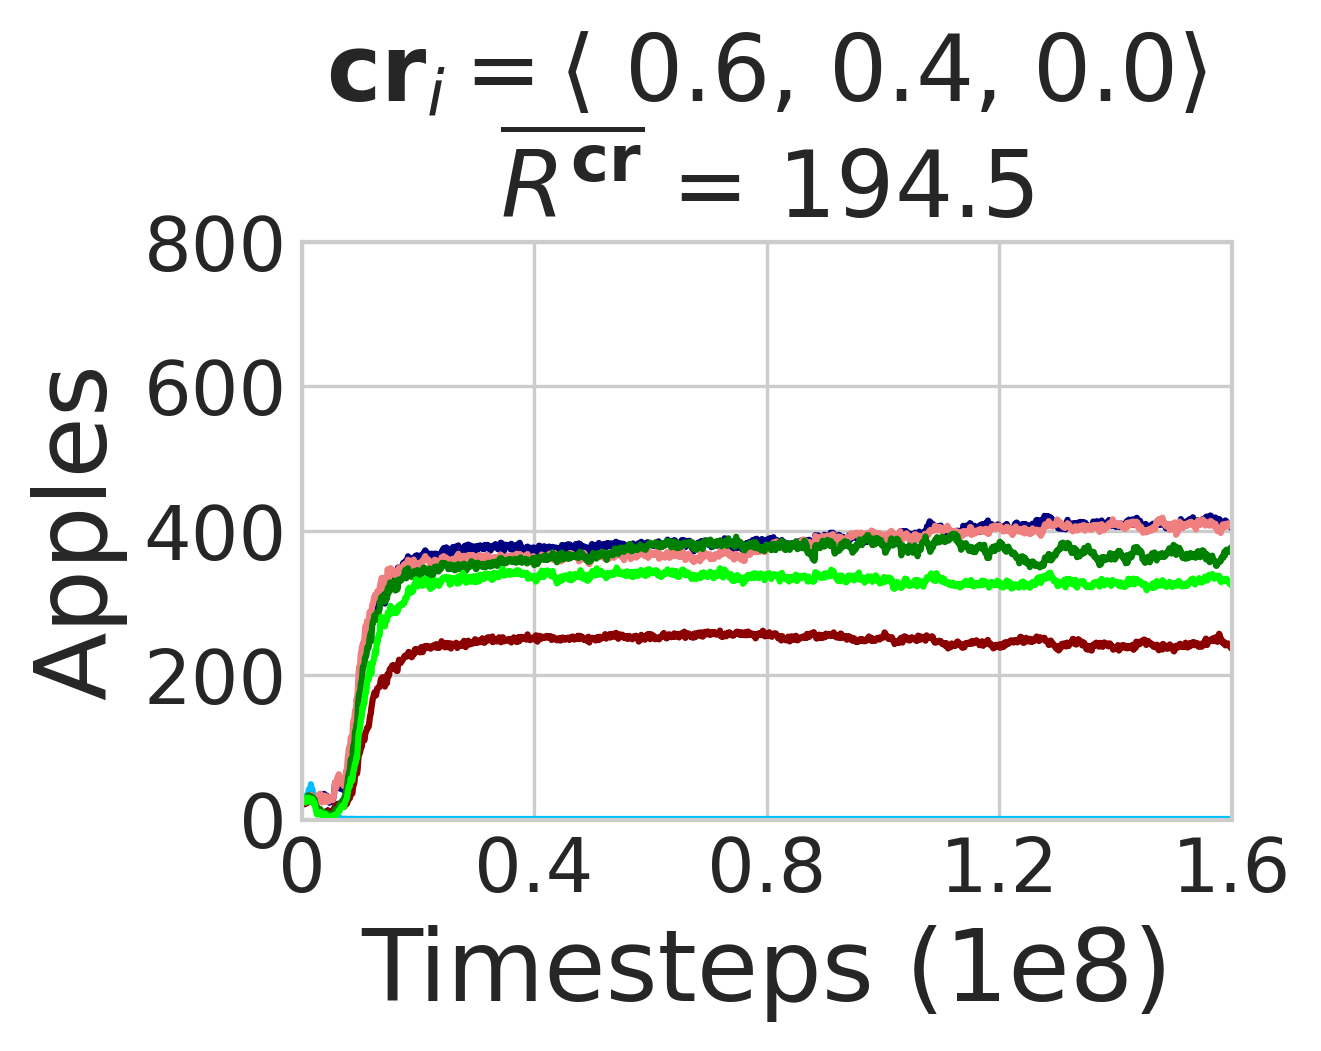 cr_i = ⟨ 0.6, 0.4, 0.0⟩
R^cr = 194.5
800
600
400
200
0
Apples
0 0.4 0.8 1.2 1.6
Timesteps (1e8)